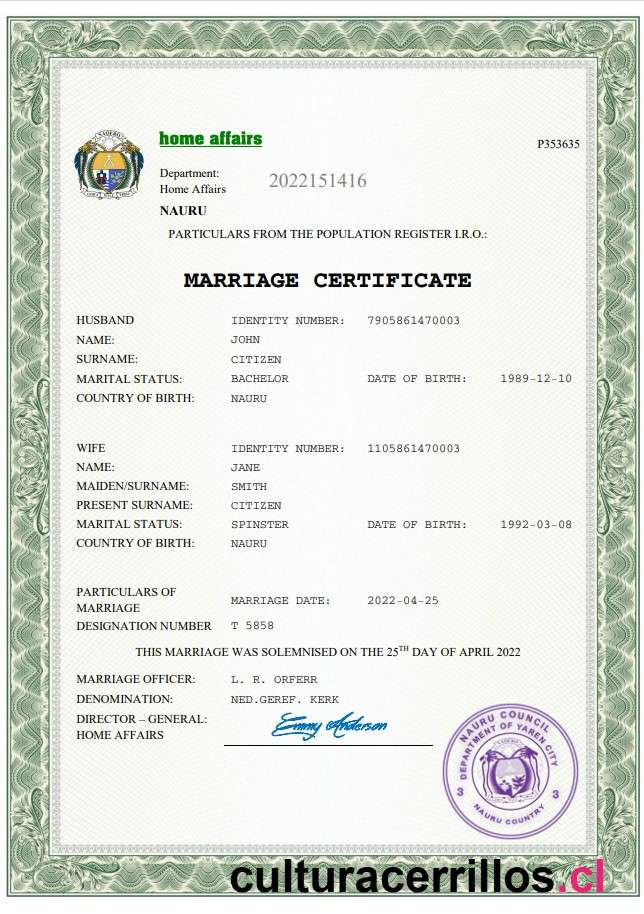 NAOERO
home affairs
P353635
Department:
Home Affairs
2022151416
NAURU
PARTICULARS FROM THE POPULATION REGISTER I.R.O.:
MARRIAGE CERTIFICATE
HUSBAND IDENTITY NUMBER: 7905861470003
NAME: JOHN
SURNAME: CITIZEN
MARITAL STATUS: BACHELOR DATE OF BIRTH: 1989-12-10
COUNTRY OF BIRTH: NAURU
WIFE IDENTITY NUMBER: 1105861470003
NAME: JANE
MAIDEN/SURNAME: SMITH
PRESENT SURNAME: CITIZEN
MARITAL STATUS: SPINSTER DATE OF BIRTH: 1992-03-08
COUNTRY OF BIRTH: NAURU
PARTICULARS OF
MARRIAGE MARRIAGE DATE: 2022-04-25
DESIGNATION NUMBER T 5858
THIS MARRIAGE WAS SOLEMNISED ON THE 25TH DAY OF APRIL 2022
MARRIAGE OFFICER: L. R. ORFERR
DENOMINATION: NED.GEREF. KERK
DIRECTOR – GENERAL:
HOME AFFAIRS
Emmy Anderson
NAURU COUNCIL
DEPARTMENT OF YAREN CITY
3 3
NAURU COUNTRY
culturacerrillos.cl